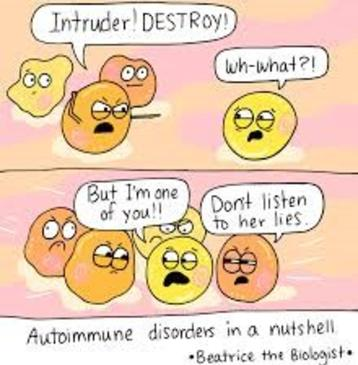 Intruder! DESTROY!
Wh-what?!
But I'm one
of you!!
Don't listen
to her lies.
Autoimmune disorders in a nutshell
•Beatrice the Biologist•